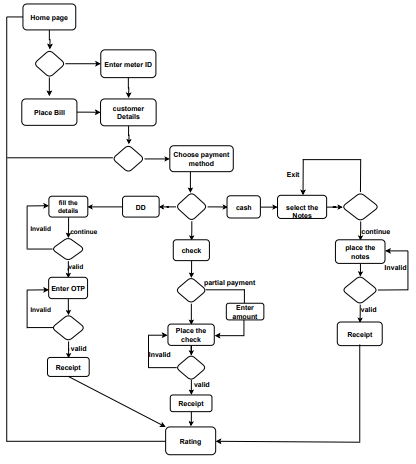 Home page
Enter meter ID
Place Bill
customer
Details
Choose payment
method
Exit
fill the
details
DD
cash
select the
Notes
Invalid
continue
continue
check
place the
notes
valid
Invalid
Enter OTP
partial payment
Invalid
Enter
amount
valid
Place the
check
Receipt
valid
Invalid
Receipt
valid
Receipt
Rating